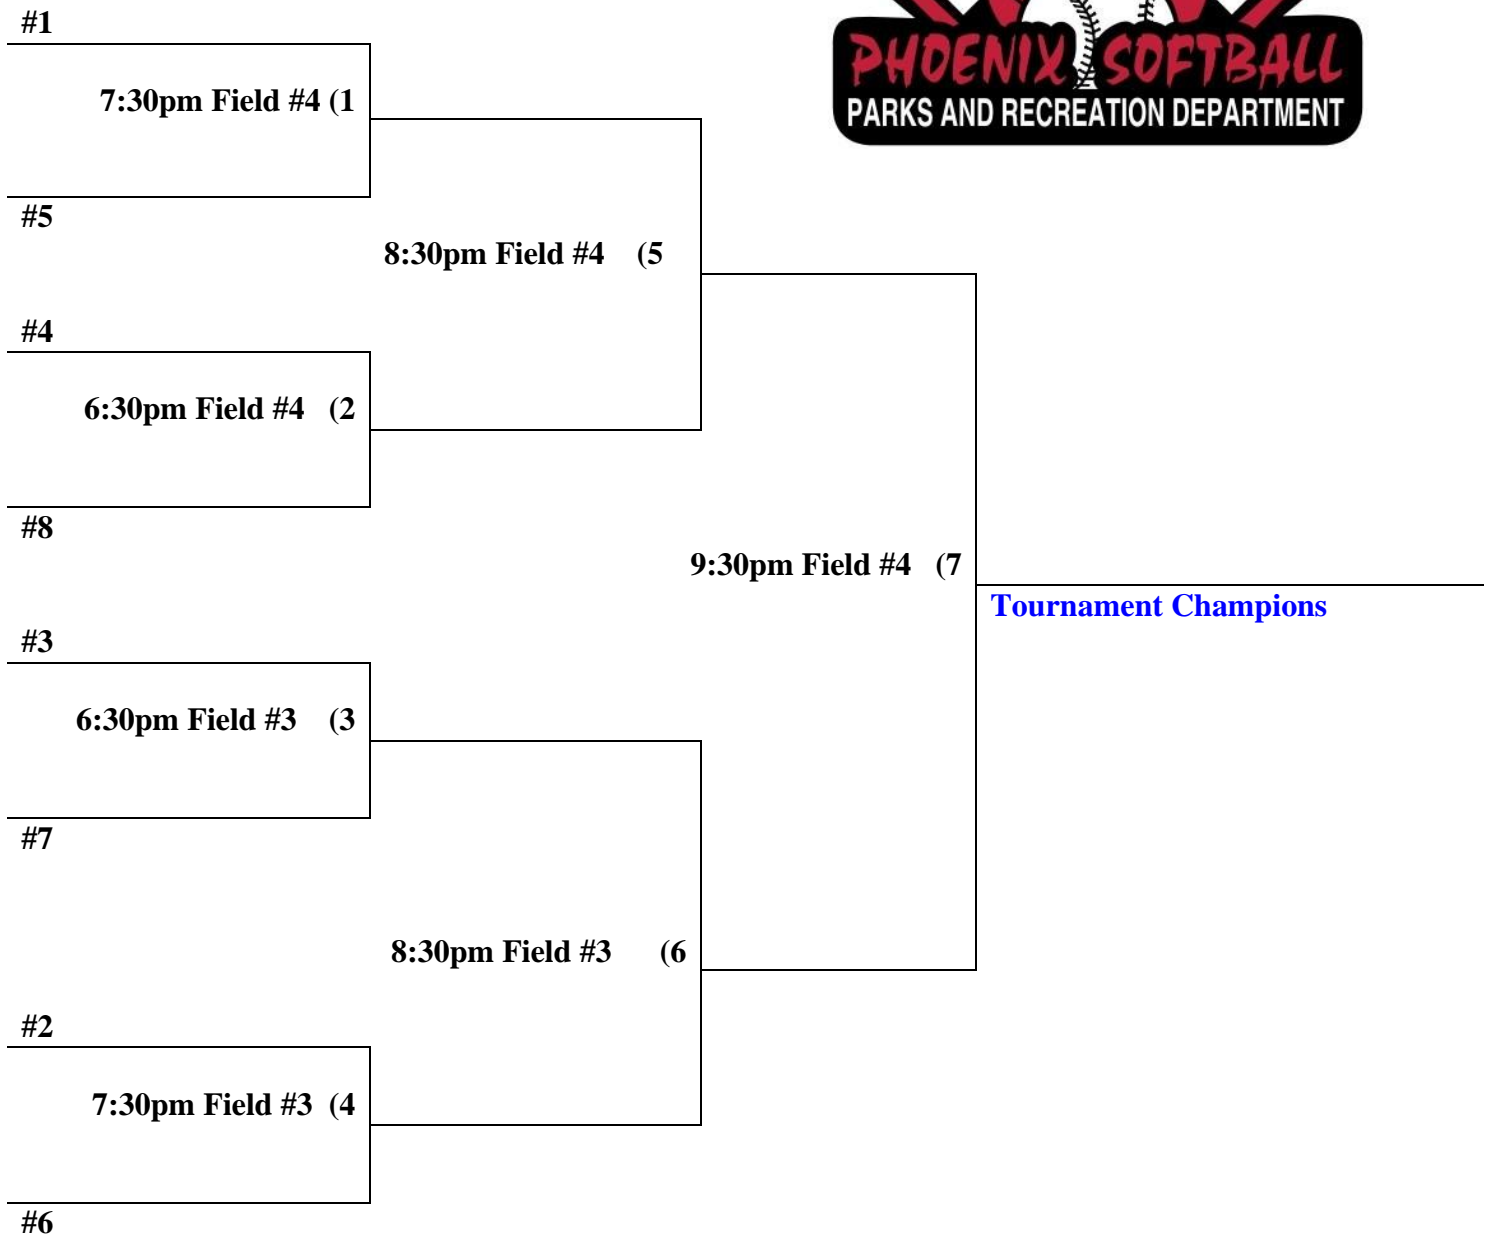 #1
PHOENIX SOFTBALL
7:30pm Field #4 (1
PARKS AND RECREATION DEPARTMENT
#5
8:30pm Field #4 (5
#4
6:30pm Field #4 (2
#8
9:30pm Field #4 (7
Tournament Champions
#3
6:30pm Field #3 (3
#7
8:30pm Field #3 (6
#2
7:30pm Field #3 (4
#6